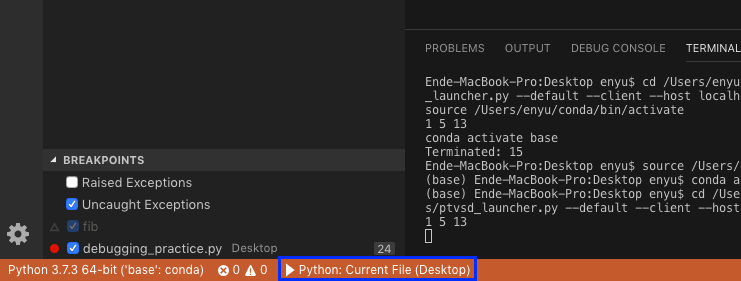 PROBLEMS OUTPUT DEBUG CONSOLE TERMINAL
Ende-MacBook-Pro:Desktop enyu$ cd /Users/enyu
_launcher.py --default --client --host localh
source /Users/enyu/conda/bin/activate
1 5 13
conda activate base
Terminated: 15
Ende-MacBook-Pro:Desktop enyu$ source /Users/
(base) Ende-MacBook-Pro:Desktop enyu$ conda a
(base) Ende-MacBook-Pro:Desktop enyu$ cd /Use
s/ptvsd_launcher.py --default --client --host
1 5 13
BREAKPOINTS
Raised Exceptions
Uncaught Exceptions
fib
debugging_practice.py Desktop 24
Python 3.7.3 64-bit ('base': conda) 0 0 Python: Current File (Desktop)